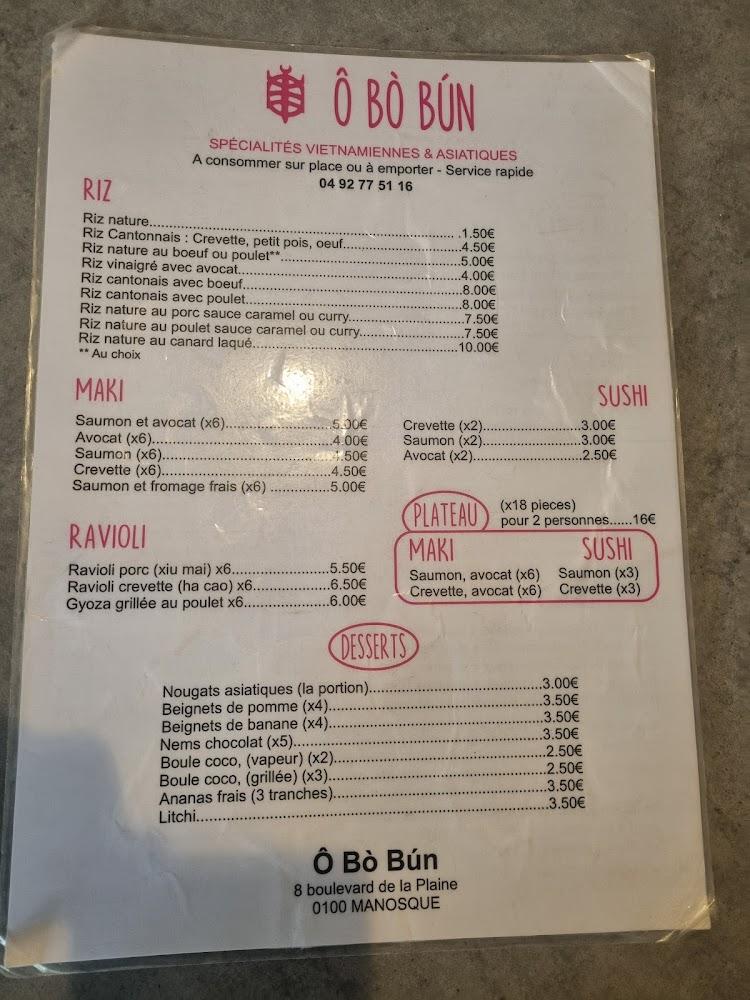 Ô BÒ BÚN
SPÉCIALITÉS VIETNAMIENNES & ASIATIQUES
A consommer sur place ou à emporter - Service rapide
04 92 77 51 16
RIZ
Riz nature.....1.50€
Riz Cantonnais : Crevette, petit pois, oeuf.....4.50€
Riz nature au boeuf ou poulet**.....5.00€
Riz vinaigré avec avocat.....4.00€
Riz cantonais avec boeuf.....8.00€
Riz cantonais avec poulet.....8.00€
Riz nature au porc sauce caramel ou curry.....7.50€
Riz nature au poulet sauce caramel ou curry.....7.50€
Riz nature au canard laqué.....10.00€
** Au choix
MAKI
Saumon et avocat (x6).....5.00€
Avocat (x6).....4.00€
Saumon (x6).....4.50€
Crevette (x6).....4.50€
Saumon et fromage frais (x6) .....5.00€
SUSHI
Crevette (x2).....3.00€
Saumon (x2).....3.00€
Avocat (x2).....2.50€
PLATEAU
(x18 pieces)
pour 2 personnes......16€
MAKI SUSHI
Saumon, avocat (x6) Saumon (x3)
Crevette, avocat (x6) Crevette (x3)
RAVIOLI
Ravioli porc (xiu mai) x6.....5.50€
Ravioli crevette (ha cao) x6.....6.50€
Gyoza grillée au poulet x6.....6.00€
DESSERTS
Nougats asiatiques (la portion).....3.00€
Beignets de pomme (x4).....3.50€
Beignets de banane (x4).....3.50€
Nems chocolat (x5).....3.50€
Boule coco, (vapeur) (x2).....2.50€
Boule coco, (grillée) (x3).....2.50€
Ananas frais (3 tranches).....3.50€
Litchi.....3.50€
Ô Bò Bún
8 boulevard de la Plaine
0100 MANOSQUE